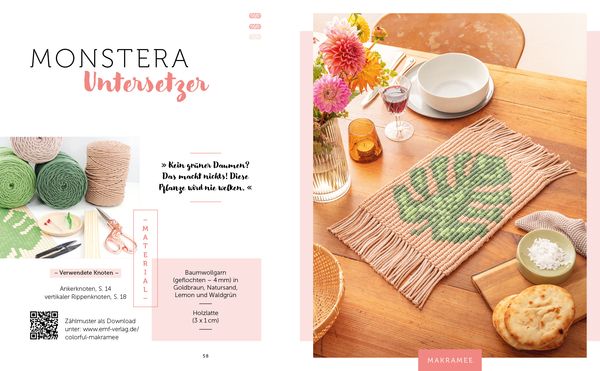 MONSTERA
Untersetzer
» Kein grüner Daumen?
Das macht nichts! Diese
Pflanze wird nie welken. «
– MATERIAL –
– Verwendete Knoten –
Ankerknoten, S. 14
vertikaler Rippenknoten, S. 18
Zählmuster als Download
unter: www.emf-verlag.de/
colorful-makramee
Baumwollgarn
(geflochten – 4 mm) in
Goldbraun, Natursand,
Lemon und Waldgrün
Holzlatte
(3 x 1 cm)
58
MAKRAMEE